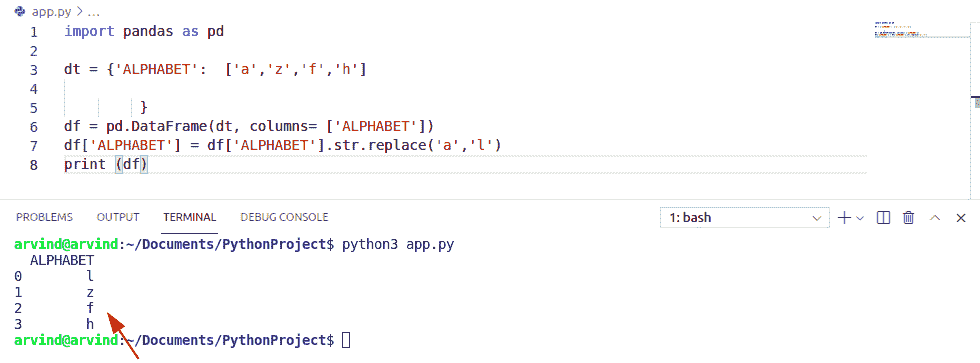 app.py > ...
1 import pandas as pd
2
3 dt = {'ALPHABET':  ['a','z','f','h']
4
5         }
6 df = pd.DataFrame(dt, columns= ['ALPHABET'])
7 df['ALPHABET'] = df['ALPHABET'].str.replace('a','l')
8 print (df)
PROBLEMS OUTPUT TERMINAL DEBUG CONSOLE 1: bash
arvind@arvind:~/Documents/PythonProject$ python3 app.py
  ALPHABET
0        l
1        z
2        f
3        h
arvind@arvind:~/Documents/PythonProject$